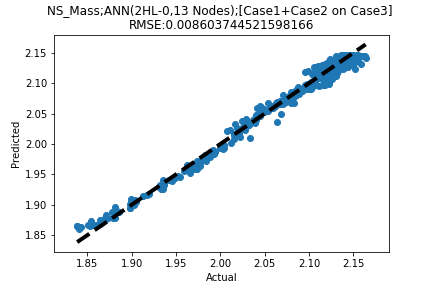 NS_Mass;ANN(2HL-0,13 Nodes);[Case1+Case2 on Case3]
RMSE:0.008603744521598166
2.15
2.10
2.05
2.00
1.95
1.90
1.85
Predicted
1.85 1.90 1.95 2.00 2.05 2.10 2.15
Actual